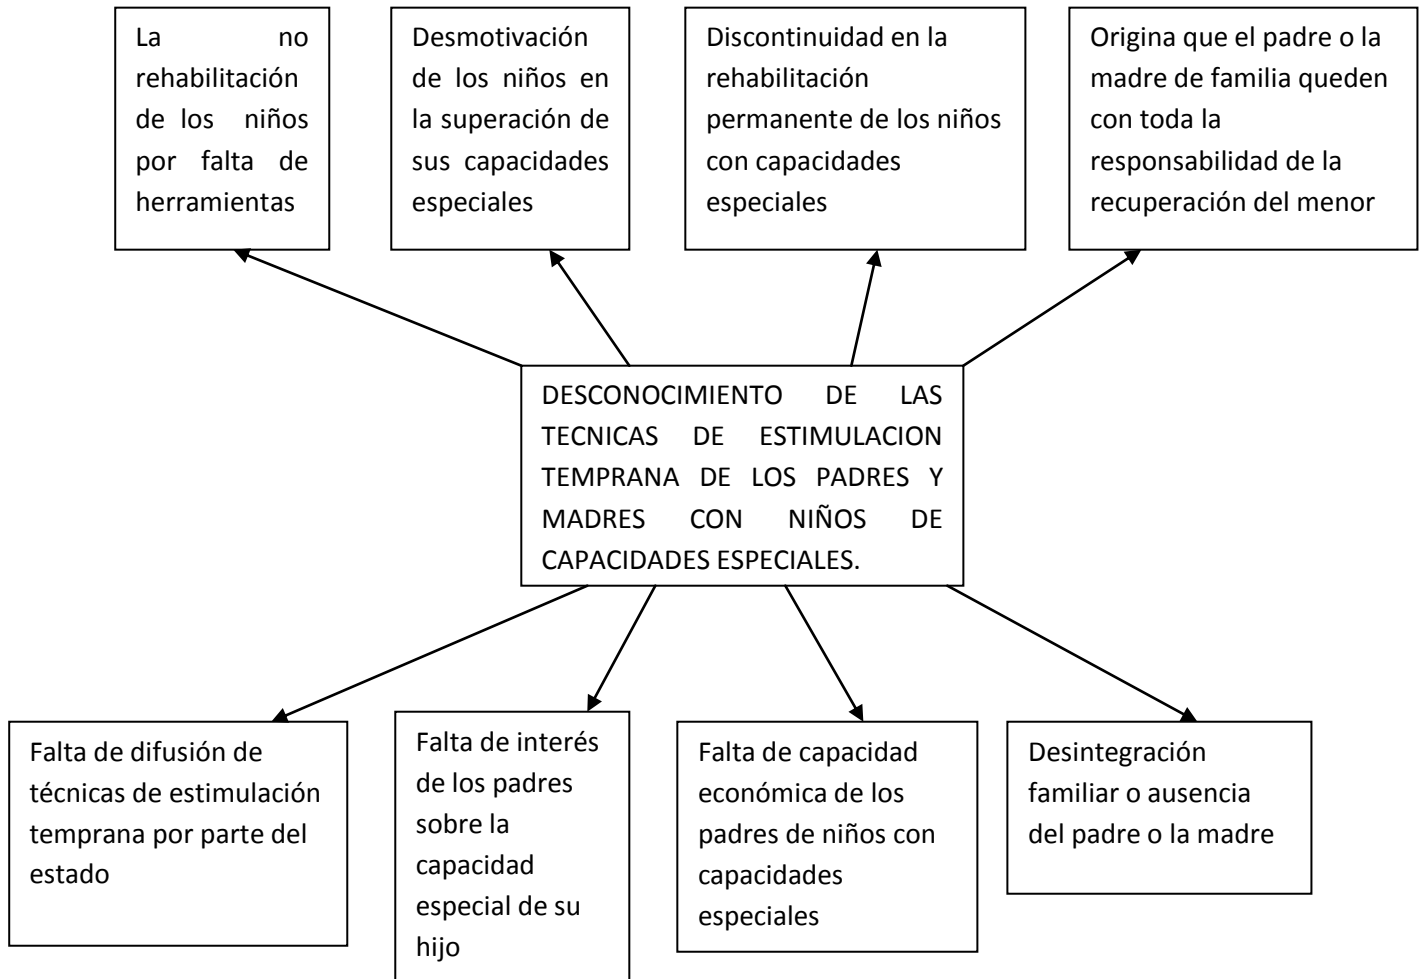 La no
rehabilitación
de los niños
por falta de
herramientas
Desmotivación
de los niños en
la superación de
sus capacidades
especiales
Discontinuidad en la
rehabilitación
permanente de los niños
con capacidades
especiales
Origina que el padre o la
madre de familia queden
con toda la
responsabilidad de la
recuperación del menor
DESCONOCIMIENTO DE LAS
TECNICAS DE ESTIMULACION
TEMPRANA DE LOS PADRES Y
MADRES CON NIÑOS DE
CAPACIDADES ESPECIALES.
Falta de difusión de
técnicas de estimulación
temprana por parte del
estado
Falta de interés
de los padres
sobre la
capacidad
especial de su
hijo
Falta de capacidad
económica de los
padres de niños con
capacidades
especiales
Desintegración
familiar o ausencia
del padre o la madre